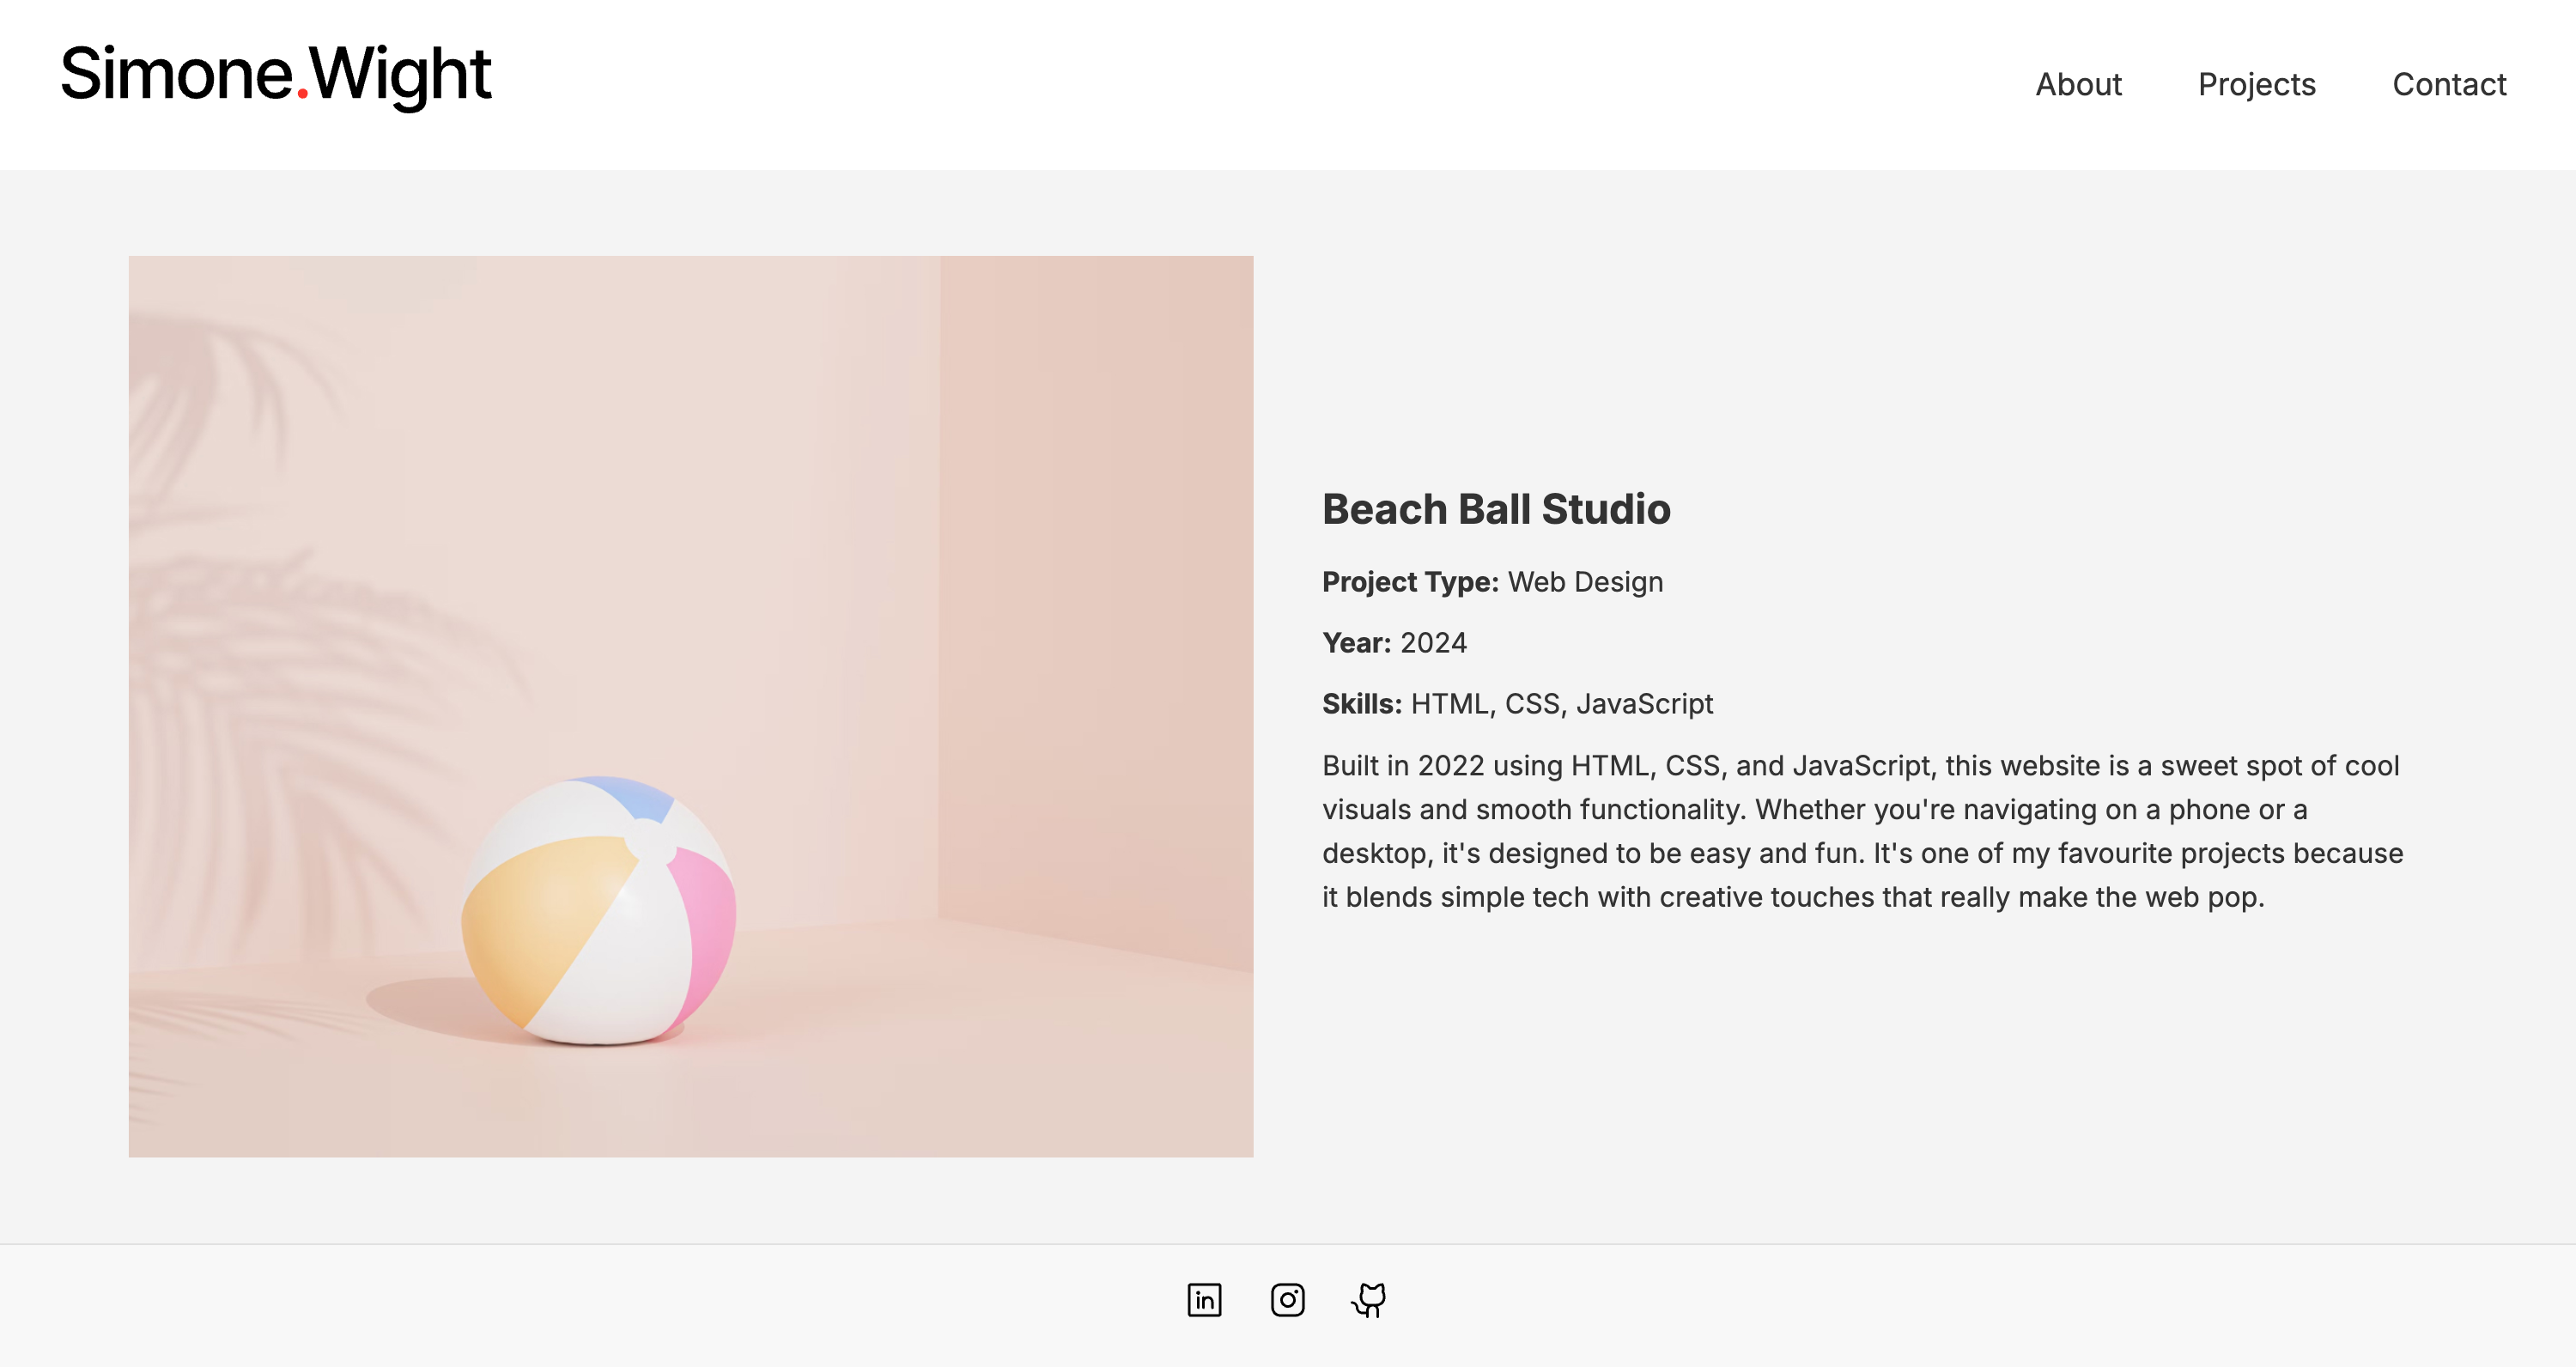 Simone.Wight
About Projects Contact
Beach Ball Studio
Project Type: Web Design
Year: 2024
Skills: HTML, CSS, JavaScript
Built in 2022 using HTML, CSS, and JavaScript, this website is a sweet spot of cool
visuals and smooth functionality. Whether you're navigating on a phone or a
desktop, it's designed to be easy and fun. It's one of my favourite projects because
it blends simple tech with creative touches that really make the web pop.
in